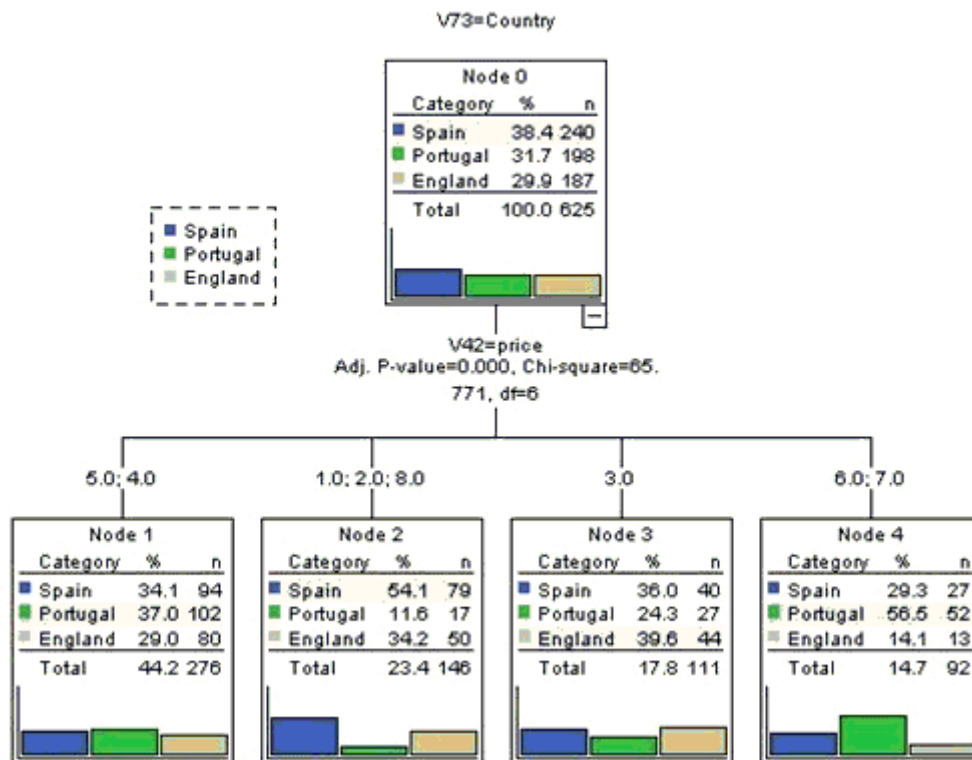 V73=Country
Node 0
Category % n
Spain 38.4 240
Portugal 31.7 198
England 29.9 187
Total 100.0 625
Spain
Portugal
England
V42=price
Adj. P-value=0.000, Chi-square=65.
771, df=6
5.0; 4.0
1.0; 2.0; 8.0
3.0
6.0; 7.0
Node 1
Category % n
Spain 34.1 94
Portugal 37.0 102
England 29.0 80
Total 44.2 276
Node 2
Category % n
Spain 54.1 79
Portugal 11.6 17
England 34.2 50
Total 23.4 146
Node 3
Category % n
Spain 36.0 40
Portugal 24.3 27
England 39.6 44
Total 17.8 111
Node 4
Category % n
Spain 29.3 27
Portugal 56.5 52
England 14.1 13
Total 14.7 92